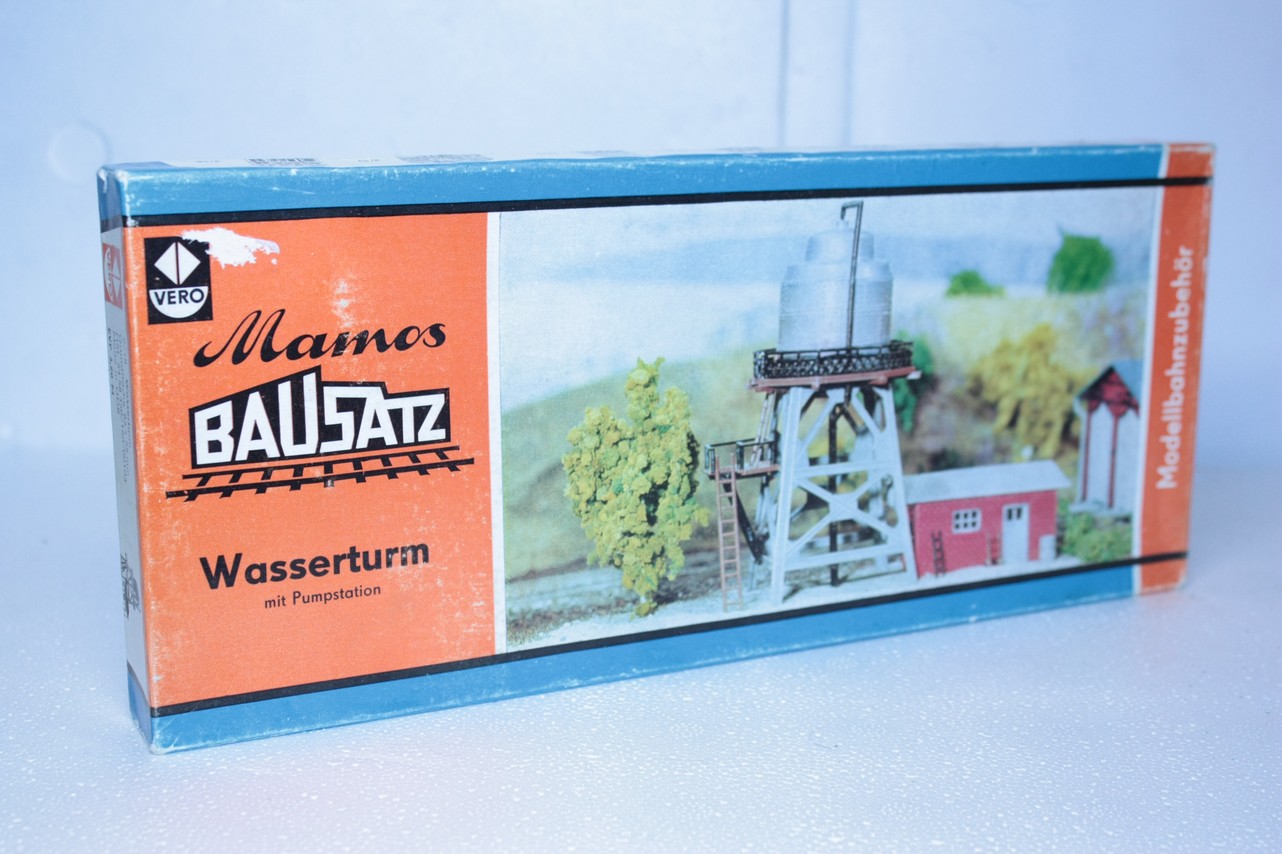 VERO
Mamos
BAUSATZ
Wasserturm
mit Pumpstation
Modellbahnzubehör